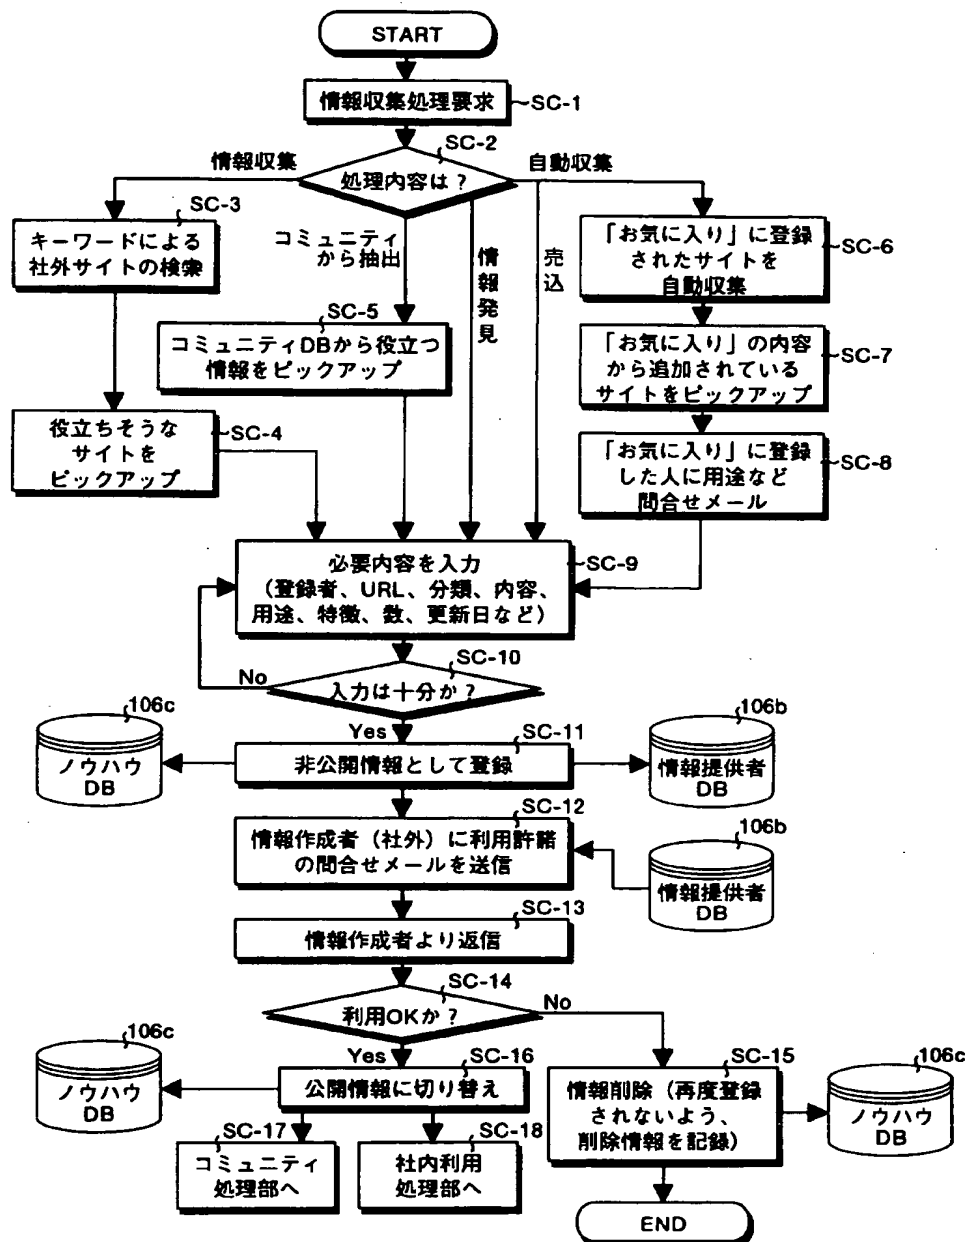 START
情報収集処理要求
SC-1
SC-2
情報収集
処理内容は？
自動収集
SC-3
キーワードによる
社外サイトの検索
コミュニティ
から抽出
情報発見
売込
「お気に入り」に登録
されたサイトを
自動収集
SC-6
SC-5
コミュニティDBから役立つ
情報をピックアップ
「お気に入り」の内容
から追加されている
サイトをピックアップ
SC-7
役立ちそうな
サイトを
ピックアップ
SC-4
「お気に入り」に登録
した人に用途など
問合せメール
SC-8
必要内容を入力
（登録者、URL、分類、内容、
用途、特徴、数、更新日など）
SC-9
SC-10
No
入力は十分か？
Yes
106c
ノウハウ
DB
SC-11
非公開情報として登録
106b
情報提供者
DB
SC-12
情報作成者（社外）に利用許諾
の問合せメールを送信
106b
情報提供者
DB
SC-13
情報作成者より返信
SC-14
利用OKか？
No
Yes
106c
ノウハウ
DB
SC-16
公開情報に切り替え
SC-15
情報削除（再度登録
されないよう、
削除情報を記録）
106c
ノウハウ
DB
SC-17
コミュニティ
処理部へ
SC-18
社内利用
処理部へ
END